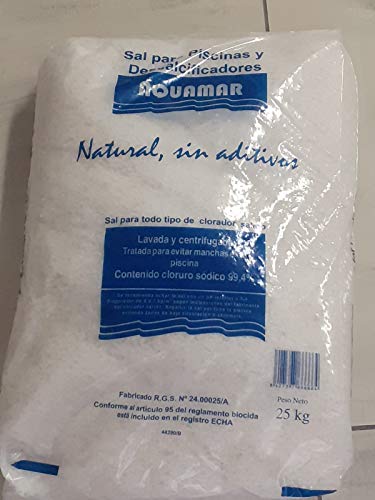 Sal para Piscinas y
Descalcificadores
AQUAMAR
Natural, sin aditivos
Sal para todo tipo de clorador salino
Lavada y centrifugada
Tratada para evitar manchas
piscina
Contenido cloruro sódico 99,4%
Fabricado R,G.S. Nº 24.00025/A
Conforme al artículo 95 del reglamento biocida
está incluido en el registro ECHA
Peso Neto
25 kg